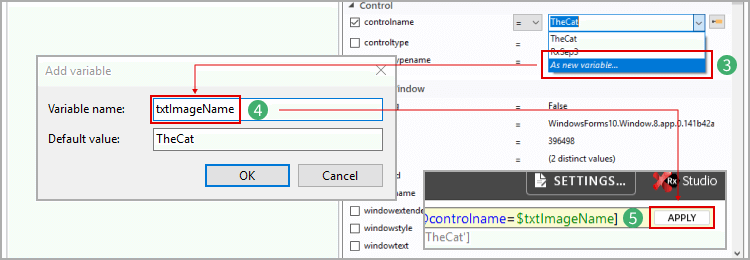 Control
controlname
=
TheCat
controltype
=
TheCat
RxSep3
typename
=
As new variable...
3
Add variable
Variable name:
txtImageName
4
Default value:
TheCat
OK
Cancel
Window
=
False
=
WindowsForms10.Window.8.app.0.141b42a
=
396498
=
(2 distinct values)
windowextende
windowstyle
windowtext
SETTINGS...
Rx
Studio
controlname=$txtImageName]
5
APPLY
'TheCat']